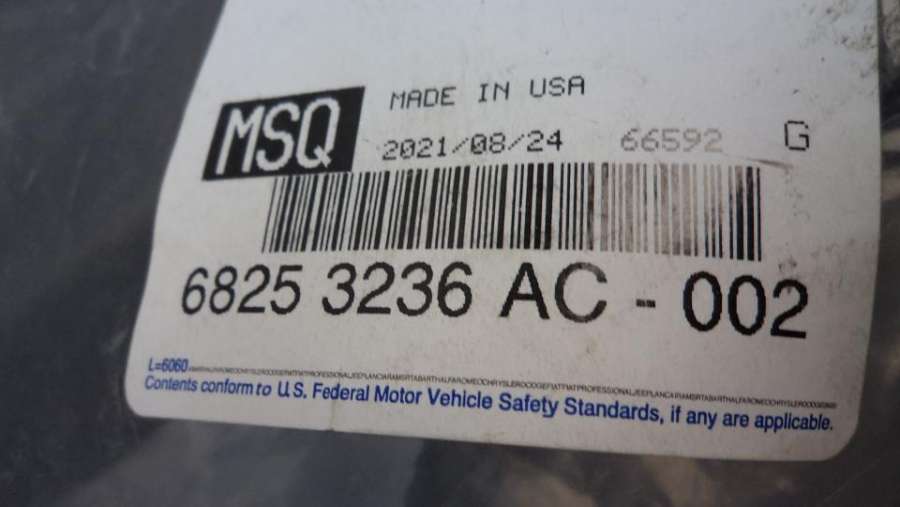 MADE IN USA
MSQ
2021/08/24 66592 G
6825 3236 AC - 002
L=6060
Contents conform to U.S. Federal Motor Vehicle Safety Standards, if any are applicable.